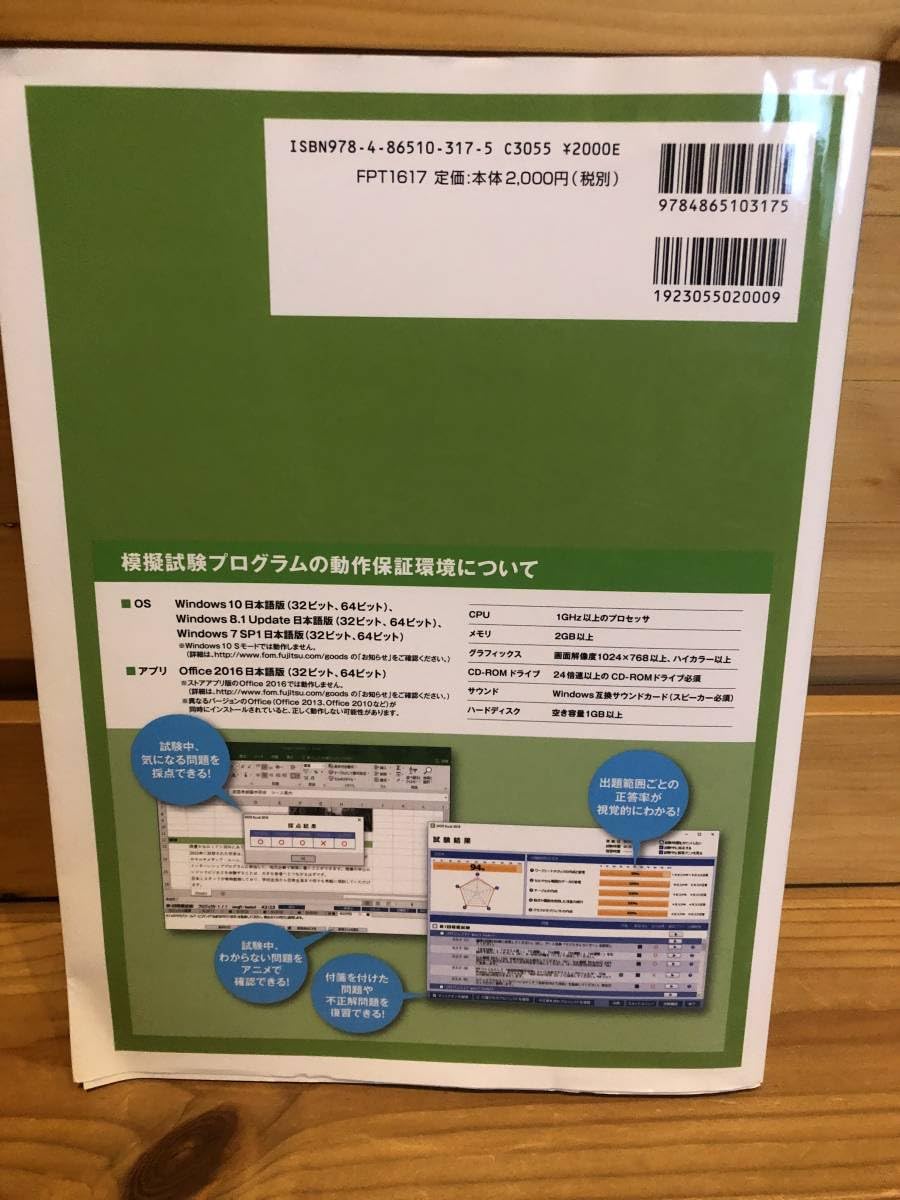 ISBN978-4-86510-317-5 C3055 ¥2000E
FPT1617 定価:本体2,000円(税別)
9784865103175
1923055020009
模擬試験プログラムの動作保証環境について
■ OS Windows 10 日本語版(32ビット、64ビット)、
Windows 8.1 Update 日本語版(32ビット、64ビット)、
Windows 7 SP1 日本語版(32ビット、64ビット)
※Windows 10 Sモードでは動作しません。
(詳細は、http://www.fom.fujitsu.com/goods の「お知らせ」をご確認ください。)
■ アプリ Office 2016 日本語版(32ビット、64ビット)
※ストアアプリ版のOffice 2016では動作しません。
(詳細は、http://www.fom.fujitsu.com/goods の「お知らせ」をご確認ください。)
※異なるバージョンのOffice(Office 2013、Office 2010など)が
同時にインストールされていると、正しく動作しない可能性があります。
CPU 1GHz以上のプロセッサ
メモリ 2GB以上
グラフィックス 画面解像度1024×768以上、ハイカラー以上
CD-ROMドライブ 24倍速以上のCD-ROMドライブ必須
サウンド Windows互換サウンドカード(スピーカー必須)
ハードディスク 空き容量1GB以上
試験中、
気になる問題を
採点できる!
採点結果
出題範囲ごとの
正答率が
視覚的にわかる!
試験結果
試験中、
わからない問題を
アニメで
確認できる!
付箋を付けた
問題や
不正解問題を
復習できる!